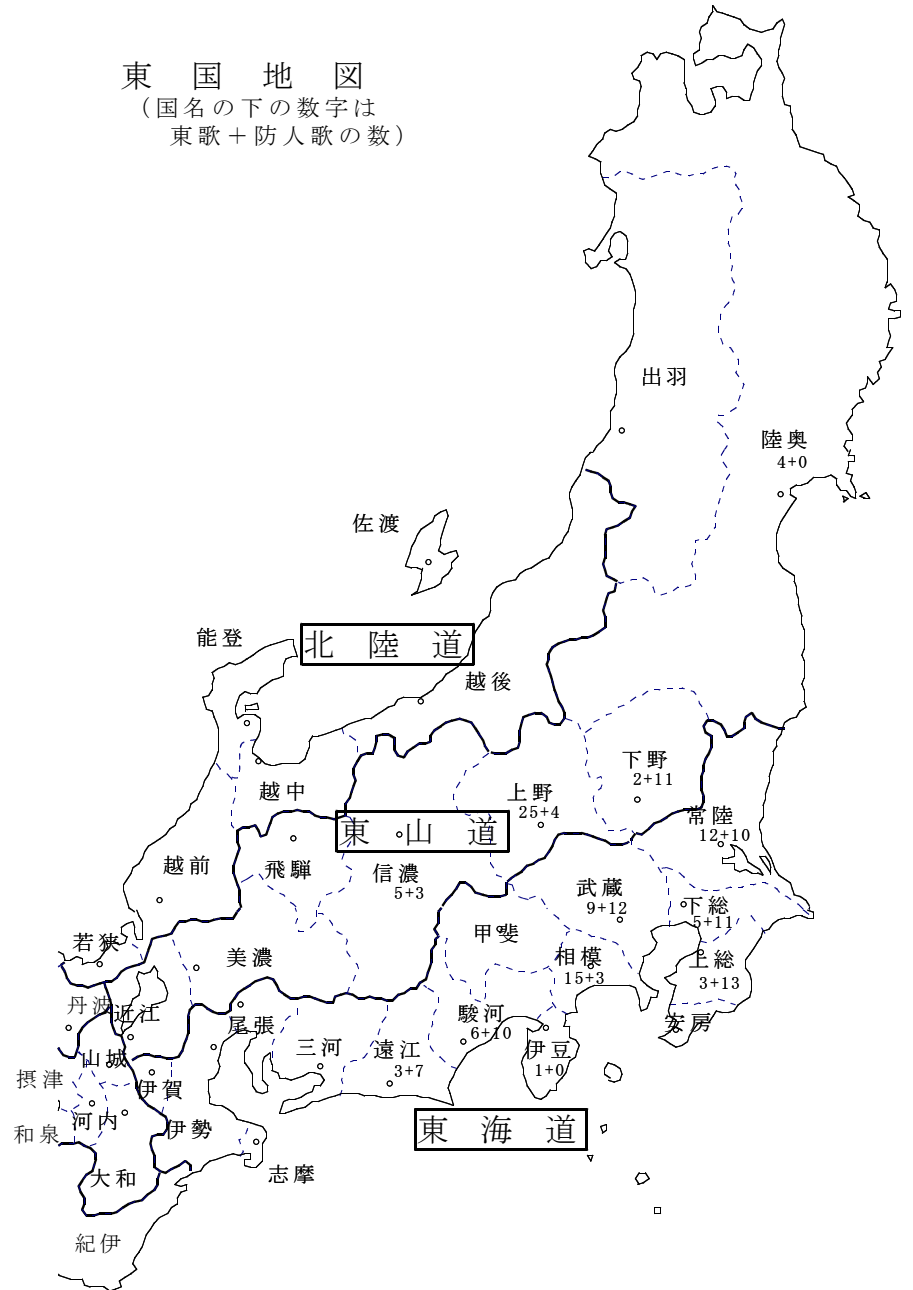 東国地図
（国名の下の数字は
東歌＋防人歌の数）
出羽
陸奥
4+0
佐渡
能登
北陸道
越後
下野
2+11
越中
上野
25+4
常陸
12+10
東山道
越前
飛騨
信濃
5+3
武蔵
9+12
下総
5+11
若狭
美濃
甲斐
相模
15+3
上総
3+13
丹波
近江
尾張
駿河
6+10
安房
山城
三河
遠江
3+7
伊豆
1+0
摂津
伊賀
河内
伊勢
東海道
和泉
大和
志摩
紀伊